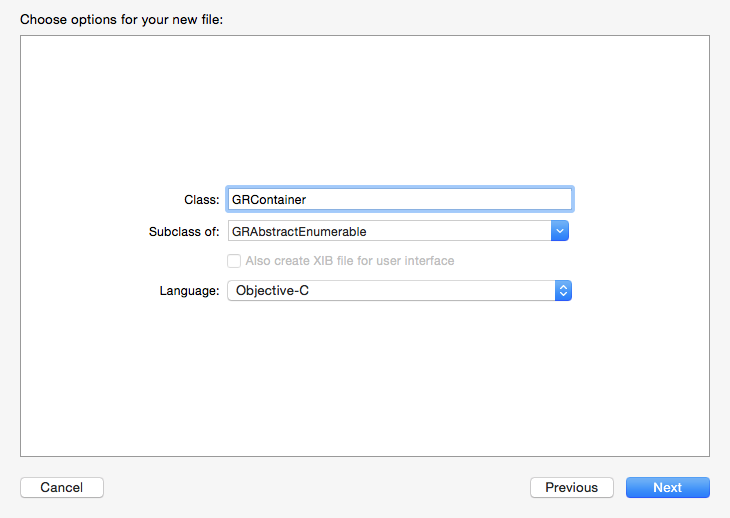 Choose options for your new file:
Class: GRContainer
Subclass of: GRAbstractEnumerable
Also create XIB file for user interface
Language: Objective-C
Cancel Previous Next